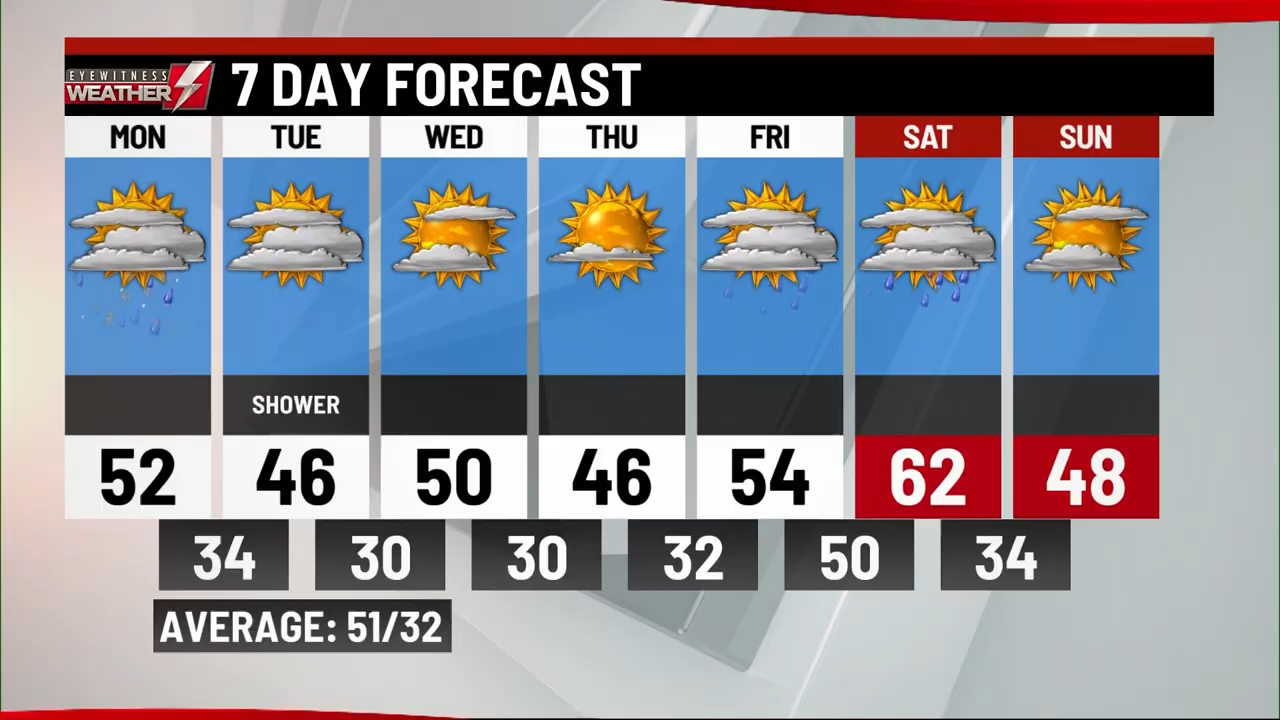 EYEWITNESS
WEATHER
7 DAY FORECAST
MON TUE WED THU FRI SAT SUN
SHOWER
52 46 50 46 54 62 48
34 30 30 32 50 34
AVERAGE: 51/32